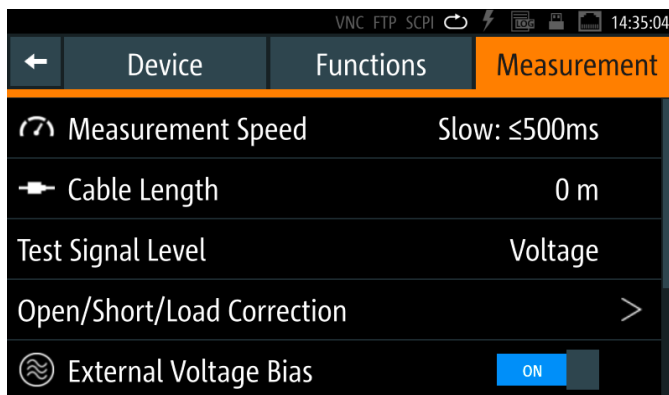 VNC FTP SCPI LOG 14:35:04
Device Functions Measurement
Measurement Speed Slow: ≤500ms
Cable Length 0 m
Test Signal Level Voltage
Open/Short/Load Correction >
External Voltage Bias ON